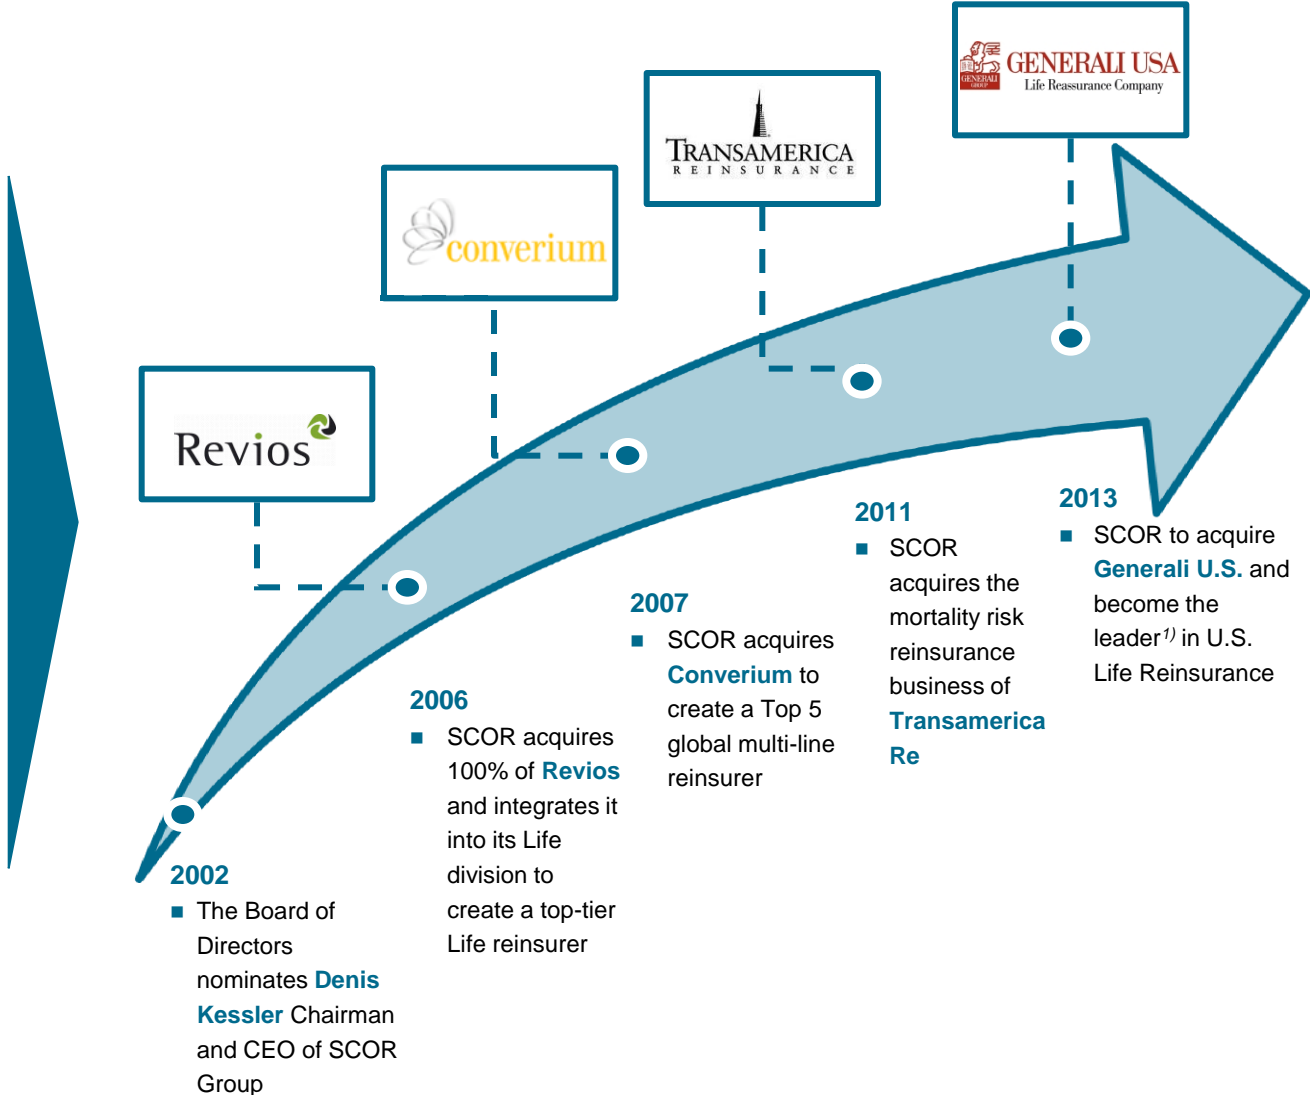 GENERALI
GROUP
GENERALI USA
Life Reassurance Company
TRANSAMERICA
REINSURANCE
converium
Revios
2002
■ The Board of
Directors
nominates Denis
Kessler Chairman
and CEO of SCOR
Group
2006
■ SCOR acquires
100% of Revios
and integrates it
into its Life
division to
create a top-tier
Life reinsurer
2007
■ SCOR acquires
Converium to
create a Top 5
global multi-line
reinsurer
2011
■ SCOR
acquires the
mortality risk
reinsurance
business of
Transamerica
Re
2013
■ SCOR to acquire
Generali U.S. and
become the
leader1) in U.S.
Life Reinsurance